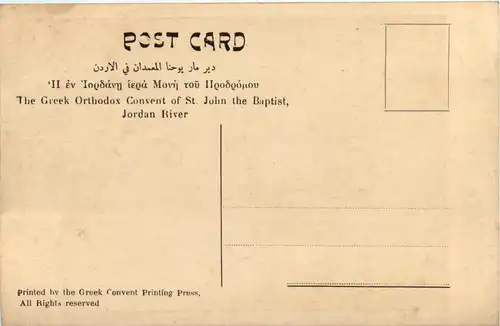 POST CARD
دير مار يوحنا المعمدان في الاردن
Ἡ ἐν Ἰορδάνῃ ἱερὰ Μονὴ τοῦ Προδρόμου
The Greek Orthodox Convent of St. John the Baptist,
Jordan River
Printed by the Greek Convent Printing Press,
All Rights reserved